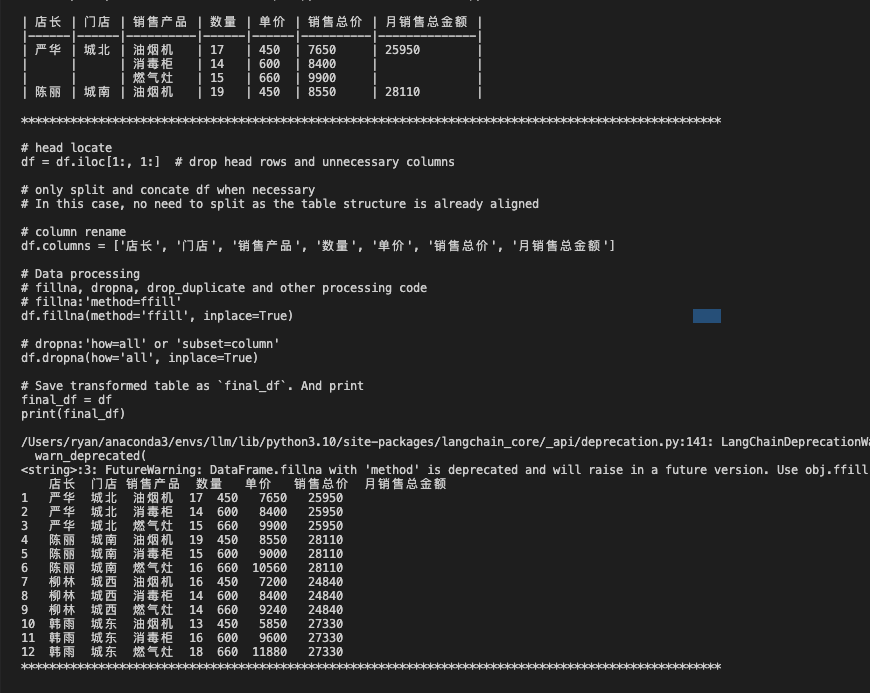 | 店长 | 门店 | 销售产品 | 数量 | 单价 | 销售总价 | 月销售总金额 |
|------|------|----------|------|------|----------|--------------|
| 严华 | 城北 | 油烟机 | 17 | 450 | 7650 | 25950 |
| | | 消毒柜 | 14 | 600 | 8400 | |
| | | 燃气灶 | 15 | 660 | 9900 | |
| 陈丽 | 城南 | 油烟机 | 19 | 450 | 8550 | 28110 |
****************************************************************************************************
# head locate
df = df.iloc[1:, 1:]  # drop head rows and unnecessary columns
# only split and concate df when necessary
# In this case, no need to split as the table structure is already aligned
# column rename
df.columns = ['店长', '门店', '销售产品', '数量', '单价', '销售总价', '月销售总金额']
# Data processing
# fillna, dropna, drop_duplicate and other processing code
# fillna:'method=ffill'
df.fillna(method='ffill', inplace=True)
# dropna:'how=all' or 'subset=column'
df.dropna(how='all', inplace=True)
# Save transformed table as `final_df`. And print
final_df = df
print(final_df)
/Users/ryan/anaconda3/envs/llm/lib/python3.10/site-packages/langchain_core/_api/deprecation.py:141: LangChainDeprecationWa
warn_deprecated(
<string>:3: FutureWarning: DataFrame.fillna with 'method' is deprecated and will raise in a future version. Use obj.ffill
店长 门店 销售产品 数量 单价 销售总价 月销售总金额
1 严华 城北 油烟机 17 450 7650 25950
2 严华 城北 消毒柜 14 600 8400 25950
3 严华 城北 燃气灶 15 660 9900 25950
4 陈丽 城南 油烟机 19 450 8550 28110
5 陈丽 城南 消毒柜 15 600 9000 28110
6 陈丽 城南 燃气灶 16 660 10560 28110
7 柳林 城西 油烟机 16 450 7200 24840
8 柳林 城西 消毒柜 14 600 8400 24840
9 柳林 城西 燃气灶 14 660 9240 24840
10 韩雨 城东 油烟机 13 450 5850 27330
11 韩雨 城东 消毒柜 16 600 9600 27330
12 韩雨 城东 燃气灶 18 660 11880 27330
****************************************************************************************************